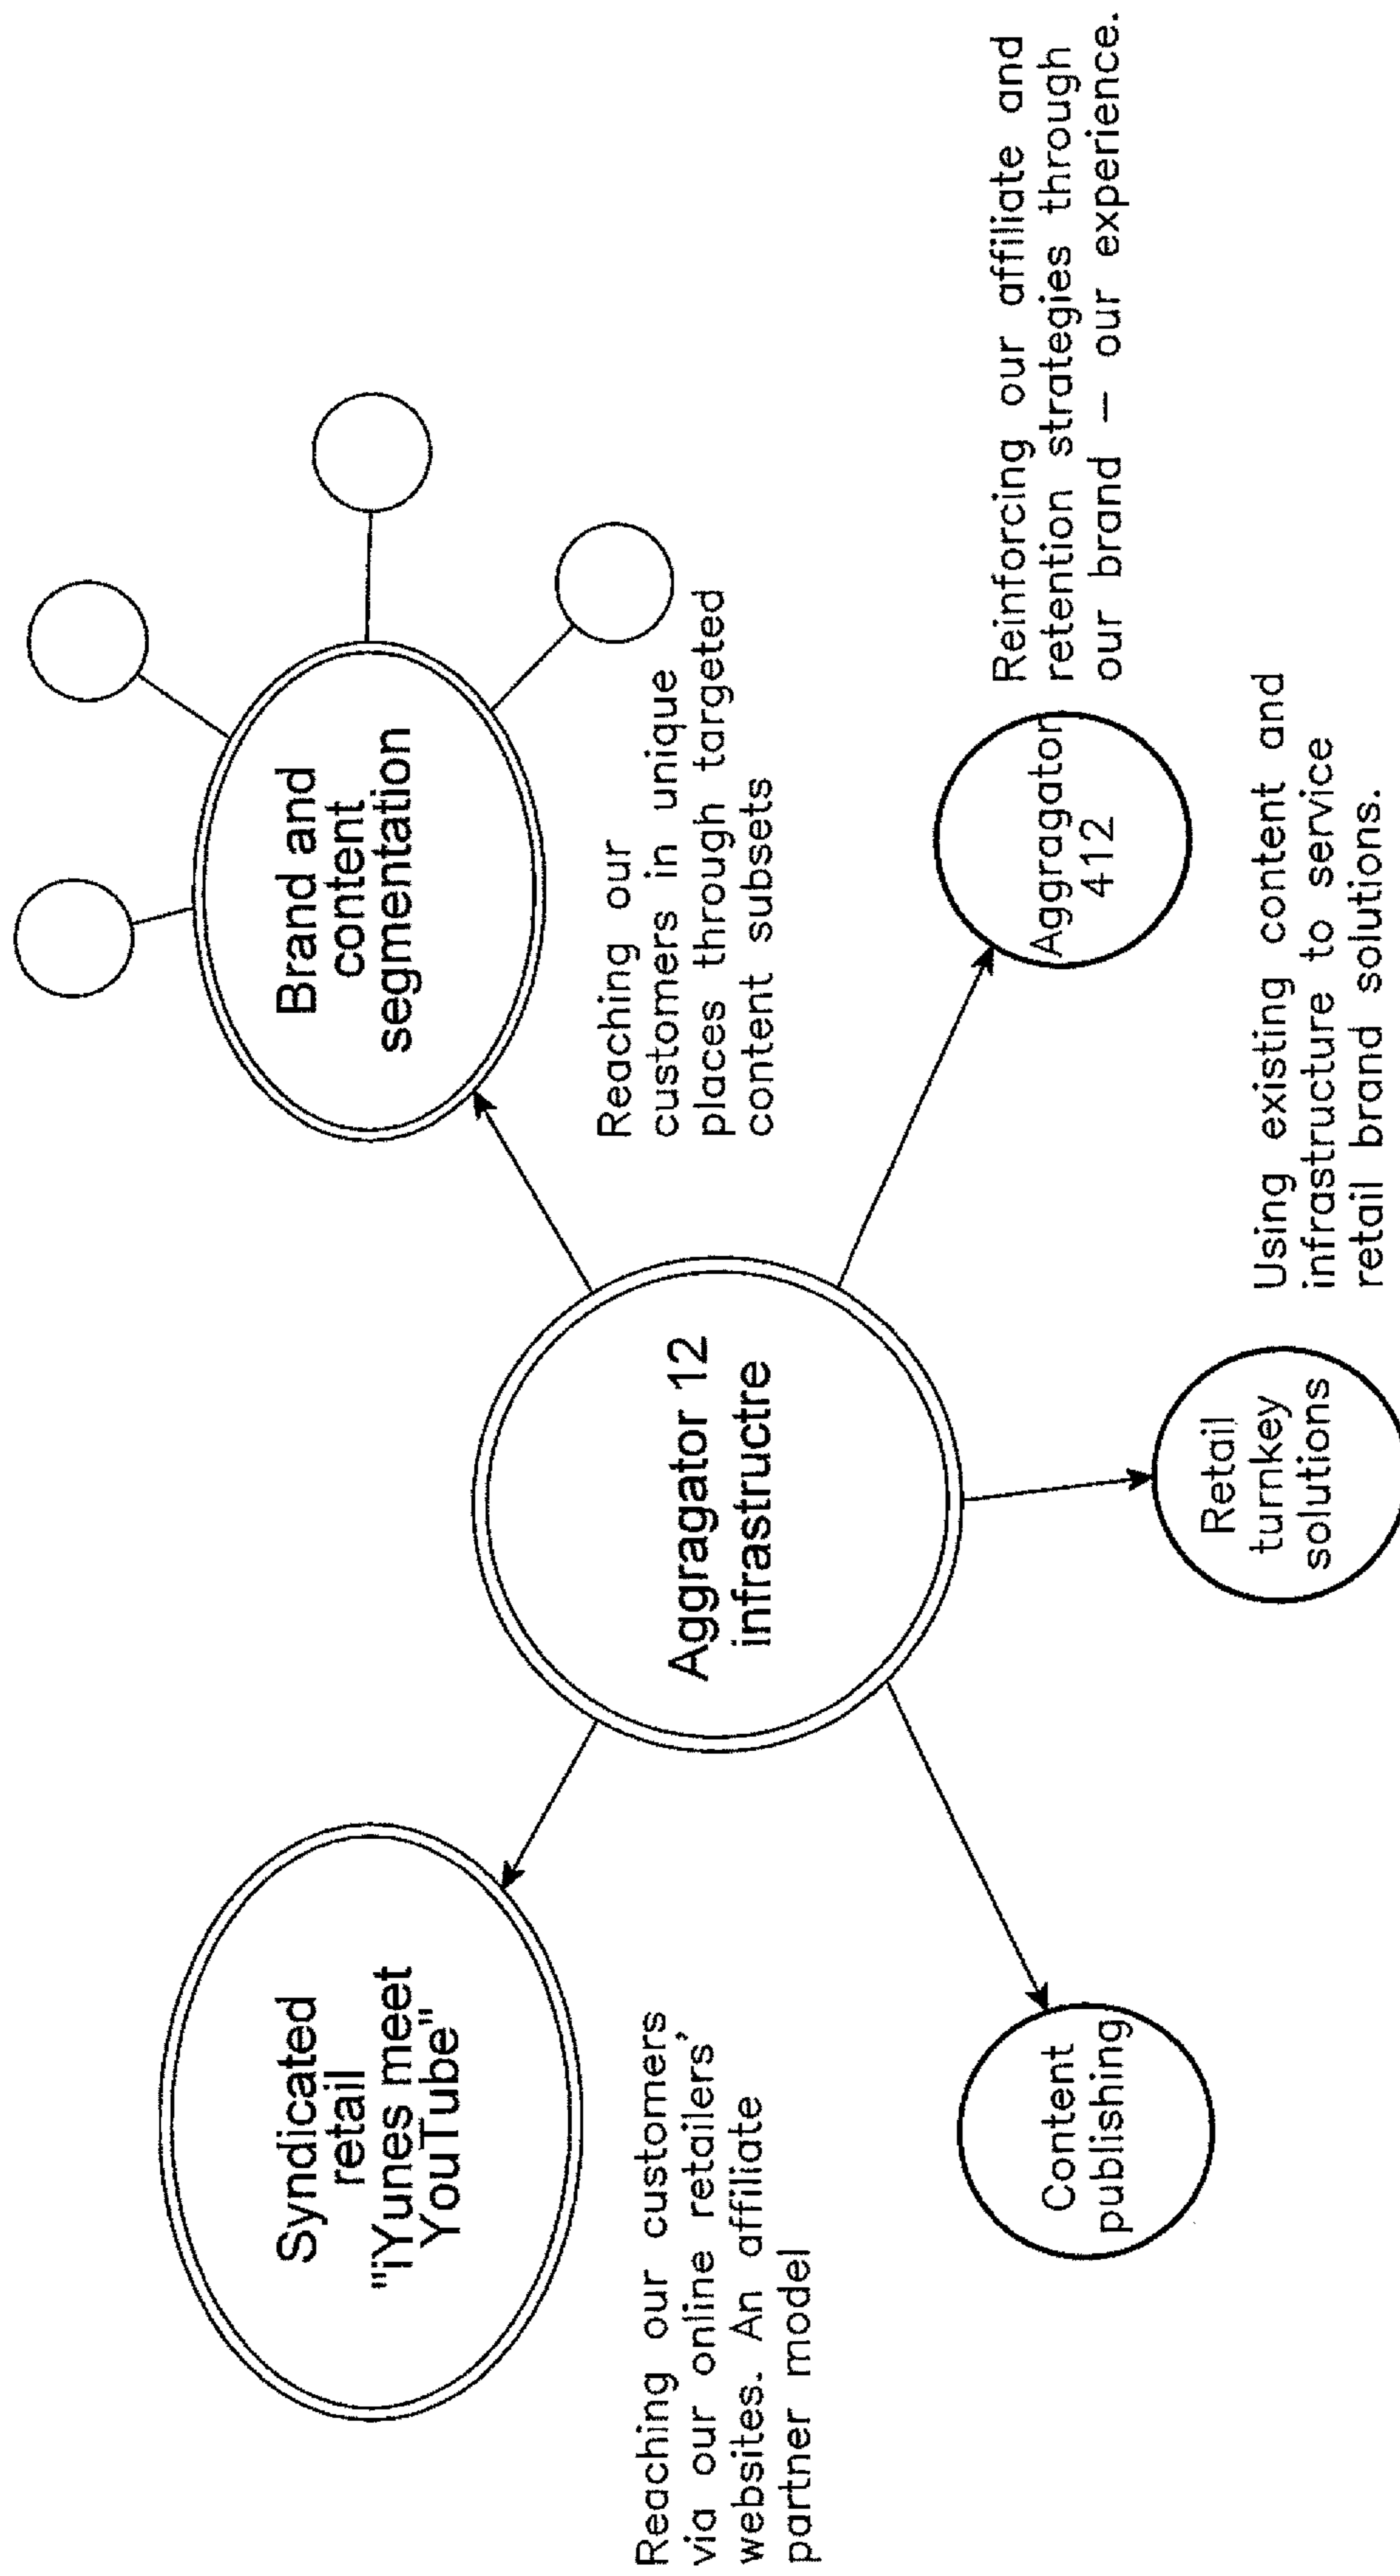 Syndicated
retail
"iYunes meet
YouTube"
Reaching our customers
via our online retailers'
websites. An affiliate
partner model
Content
publishing
Aggragator 12
infrastructre
Retail
turnkey
solutions
Using existing content and
infrastructure to service
retail brand solutions.
Brand and
content
segmentation
Reaching our
customers in unique
places through targeted
content subsets
Aggragator
412
Reinforcing our affiliate and
retention strategies through
our brand – our experience.